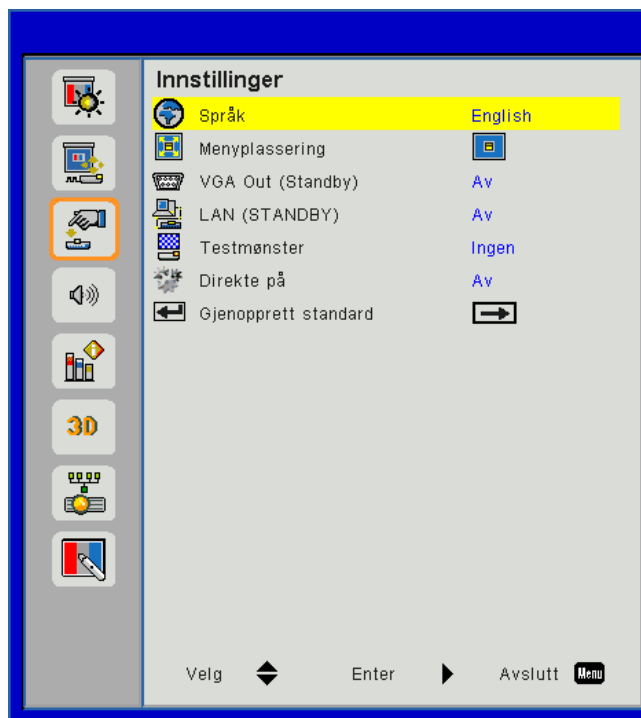 Innstillinger
Språk English
Menyplassering
VGA Out (Standby) Av
LAN (STANDBY) Av
Testmønster Ingen
Direkte på Av
Gjenopprett standard
3D
Velg Enter Avslutt Menu